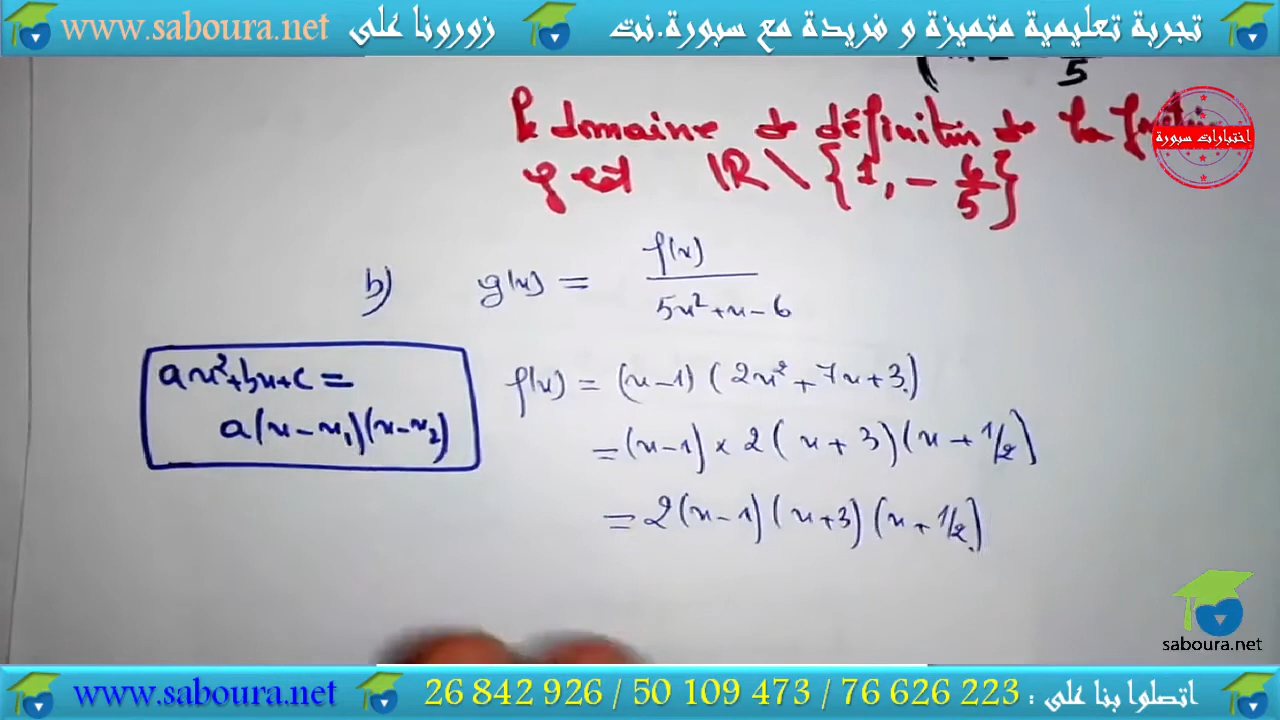 www.saboura.net زورونا على تجربة تعليمية متميزة و فريدة مع سبورة.نت
5
le domaine de définition de la
g est IR \ {1, -6/5}
اختبارات سبورة
b) g(x) = f(x) / 5x²+x-6
ax²+bx+c =
a(x-x₁)(x-x₂)
f(x) = (x-1)(2x²+7x+3)
= (x-1) × 2(x+3)(x+1/2)
= 2(x-1)(x+3)(x+1/2)
saboura.net
www.saboura.net 26 842 926 / 50 109 473 / 76 626 223 : اتصلوا بنا على